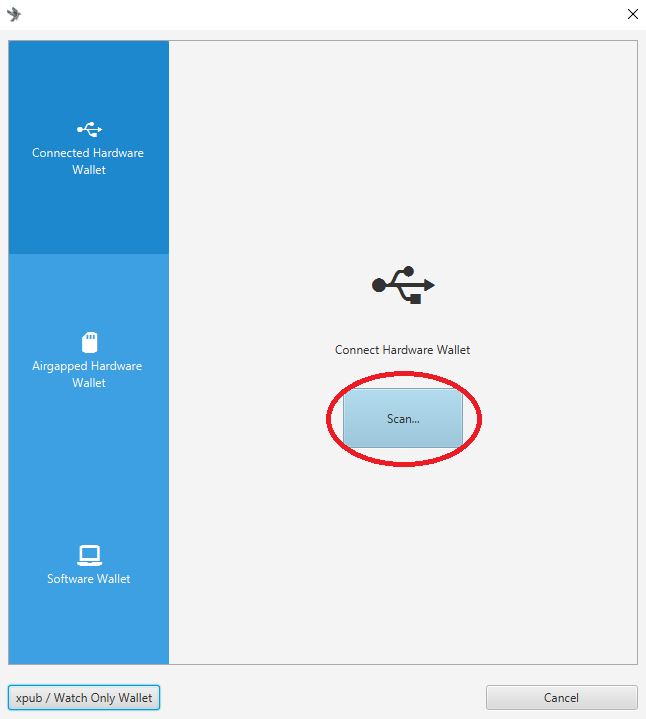 Connected Hardware
Wallet
Airgapped Hardware
Wallet
Software Wallet
Connect Hardware Wallet
Scan...
xpub / Watch Only Wallet
Cancel